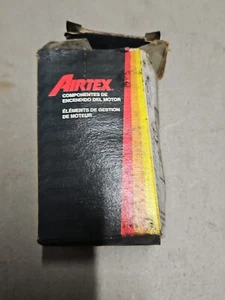 AIRTEX
COMPONENTES DE
ENCENDIDO DEL MOTOR
ÉLÉMENTS DE GESTION
DE MOTEUR